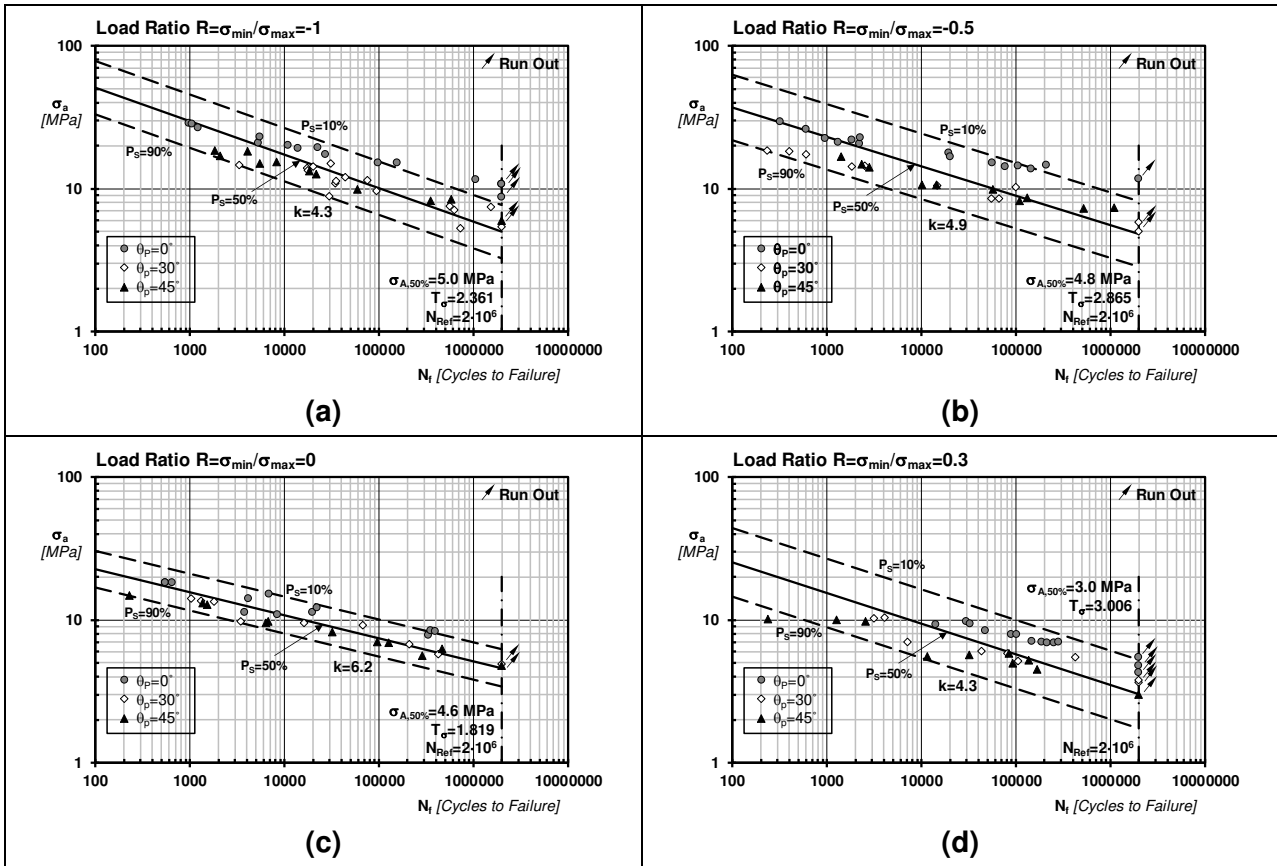 Load Ratio R=σmin/σmax=-1
100
σa
[MPa]
10
1
Run Out
PS=10%
PS=90%
PS=50%
k=4.3
θP=0°
θp=30°
θp=45°
σA,50%=5.0 MPa
Tσ=2.361
NRef=2·10⁶
100 1000 10000 100000 1000000 10000000
Nf [Cycles to Failure]
(a)
Load Ratio R=σmin/σmax=-0.5
100
σa
[MPa]
10
1
Run Out
PS=10%
PS=90%
PS=50%
k=4.9
θP=0°
θp=30°
θp=45°
σA,50%=4.8 MPa
Tσ=2.865
NRef=2·10⁶
100 1000 10000 100000 1000000 10000000
Nf [Cycles to Failure]
(b)
Load Ratio R=σmin/σmax=0
100
σa
[MPa]
10
1
Run Out
PS=10%
PS=90%
PS=50%
k=6.2
θP=0°
θp=30°
θp=45°
σA,50%=4.6 MPa
Tσ=1.819
NRef=2·10⁶
100 1000 10000 100000 1000000 10000000
Nf [Cycles to Failure]
(c)
Load Ratio R=σmin/σmax=0.3
100
σa
[MPa]
10
1
Run Out
PS=10%
σA,50%=3.0 MPa
Tσ=3.006
PS=90%
PS=50%
k=4.3
θP=0°
θp=30°
θp=45°
NRef=2·10⁶
100 1000 10000 100000 1000000 10000000
Nf [Cycles to Failure]
(d)